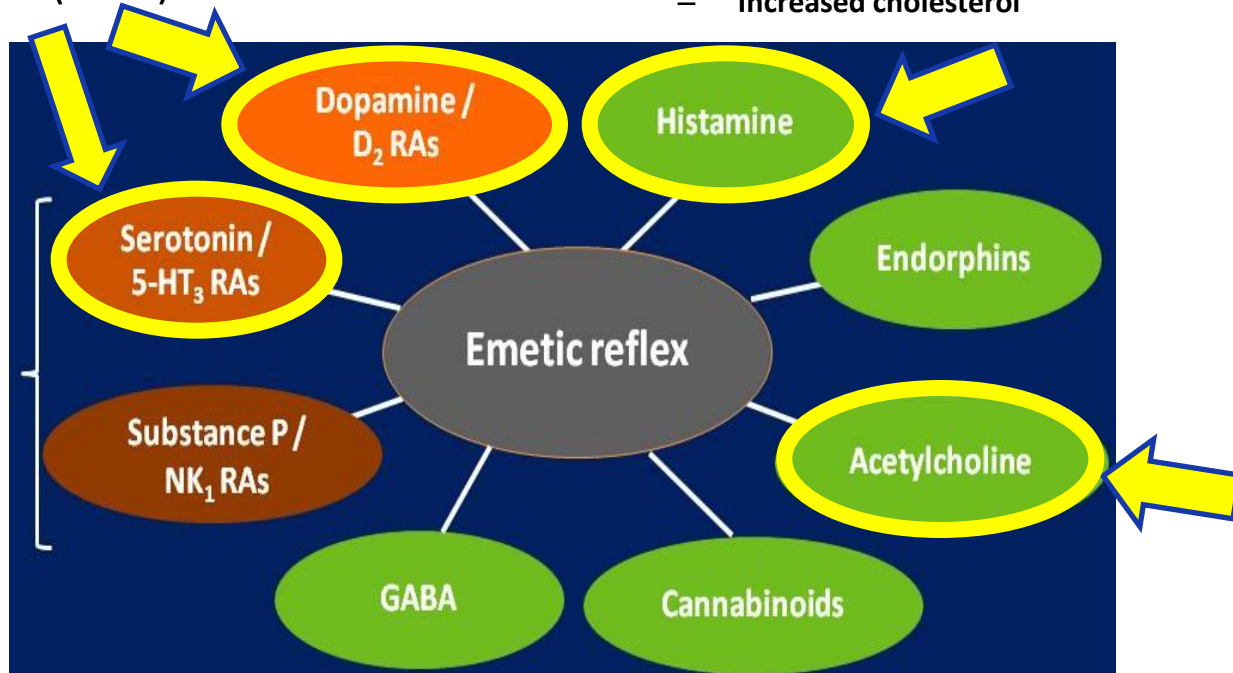 Increased cholesterol
Dopamine /
D₂ RAs
Histamine
Serotonin /
5-HT₃ RAs
Endorphins
Emetic reflex
Substance P /
NK₁ RAs
Acetylcholine
GABA
Cannabinoids